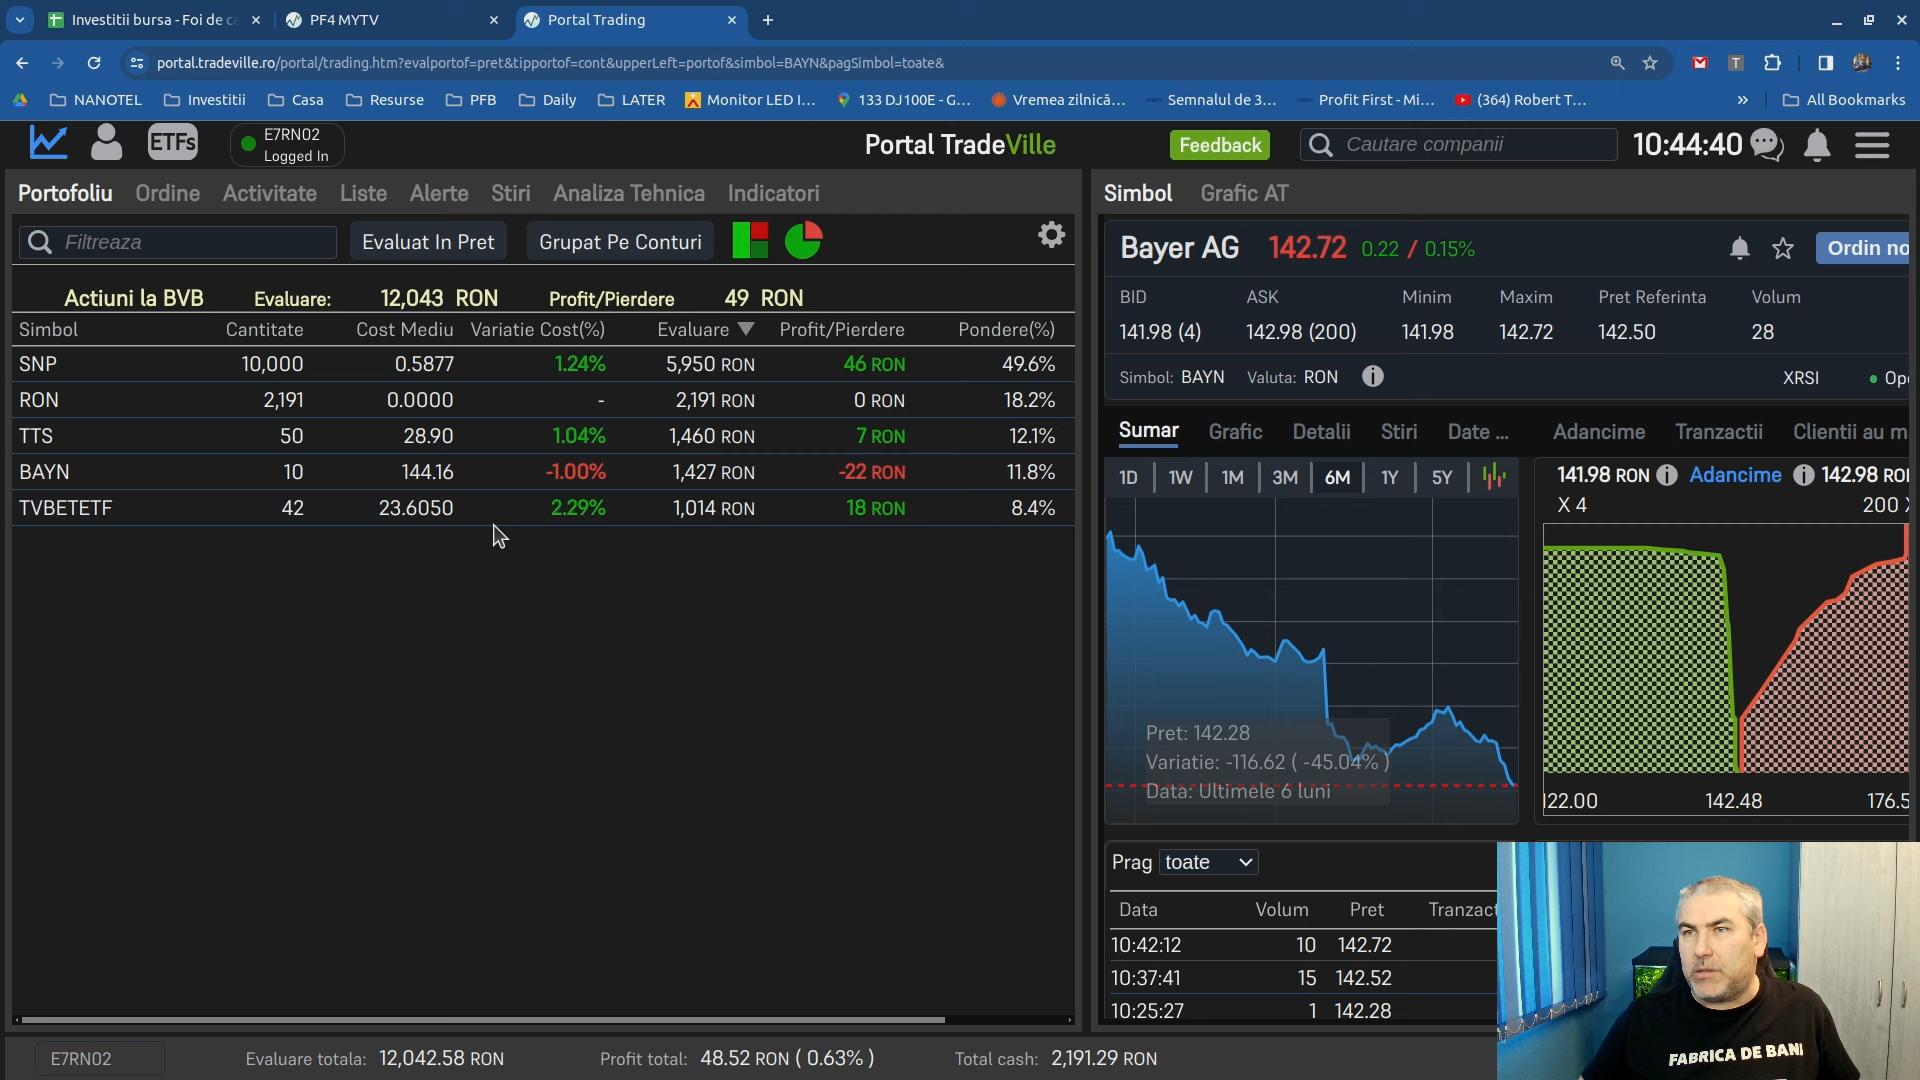 Investitii bursa - Foi de ca
PF4 MYTV
Portal Trading
portal.tradeville.ro/portal/trading.htm?evalportof=pret&tipportof=cont&upperLeft=portof&simbol=BAYN&pagSimbol=toate&
NANOTEL
Investitii
Casa
Resurse
PFB
Daily
LATER
Monitor LED I...
133 DJ100E - G...
Vremea zilnică...
Semnalul de 3...
Profit First - Mi...
(364) Robert T...
All Bookmarks
ETFs
E7RN02
Logged In
Portal TradeVille
Feedback
Cautare companii
10:44:40
Portofoliu Ordine Activitate Liste Alerte Stiri Analiza Tehnica Indicatori
Filtreaza
Evaluat In Pret
Grupat Pe Conturi
Actiuni la BVB Evaluare: 12,043 RON Profit/Pierdere 49 RON
Simbol Cantitate Cost Mediu Variatie Cost(%) Evaluare Profit/Pierdere Pondere(%)
SNP 10,000 0.5877 1.24% 5,950 RON 46 RON 49.6%
RON 2,191 0.0000 - 2,191 RON 0 RON 18.2%
TTS 50 28.90 1.04% 1,460 RON 7 RON 12.1%
BAYN 10 144.16 -1.00% 1,427 RON -22 RON 11.8%
TVBETETF 42 23.6050 2.29% 1,014 RON 18 RON 8.4%
Simbol Grafic AT
Bayer AG 142.72 0.22 / 0.15%
Ordin no
BID ASK Minim Maxim Pret Referinta Volum
141.98 (4) 142.98 (200) 141.98 142.72 142.50 28
Simbol: BAYN Valuta: RON XRSI Ope
Sumar Grafic Detalii Stiri Date ... Adancime Tranzactii Clientii au m
1D 1W 1M 3M 6M 1Y 5Y
141.98 RON Adancime 142.98 RON
X 4 200 X
Pret: 142.28
Variatie: -116.62 ( -45.04% )
Data: Ultimele 6 luni
122.00 142.48 176.5
Prag toate
Data Volum Pret Tranzact
10:42:12 10 142.72
10:37:41 15 142.52
10:25:27 1 142.28
FABRICA DE BANI
E7RN02 Evaluare totala: 12,042.58 RON Profit total: 48.52 RON ( 0.63% ) Total cash: 2,191.29 RON